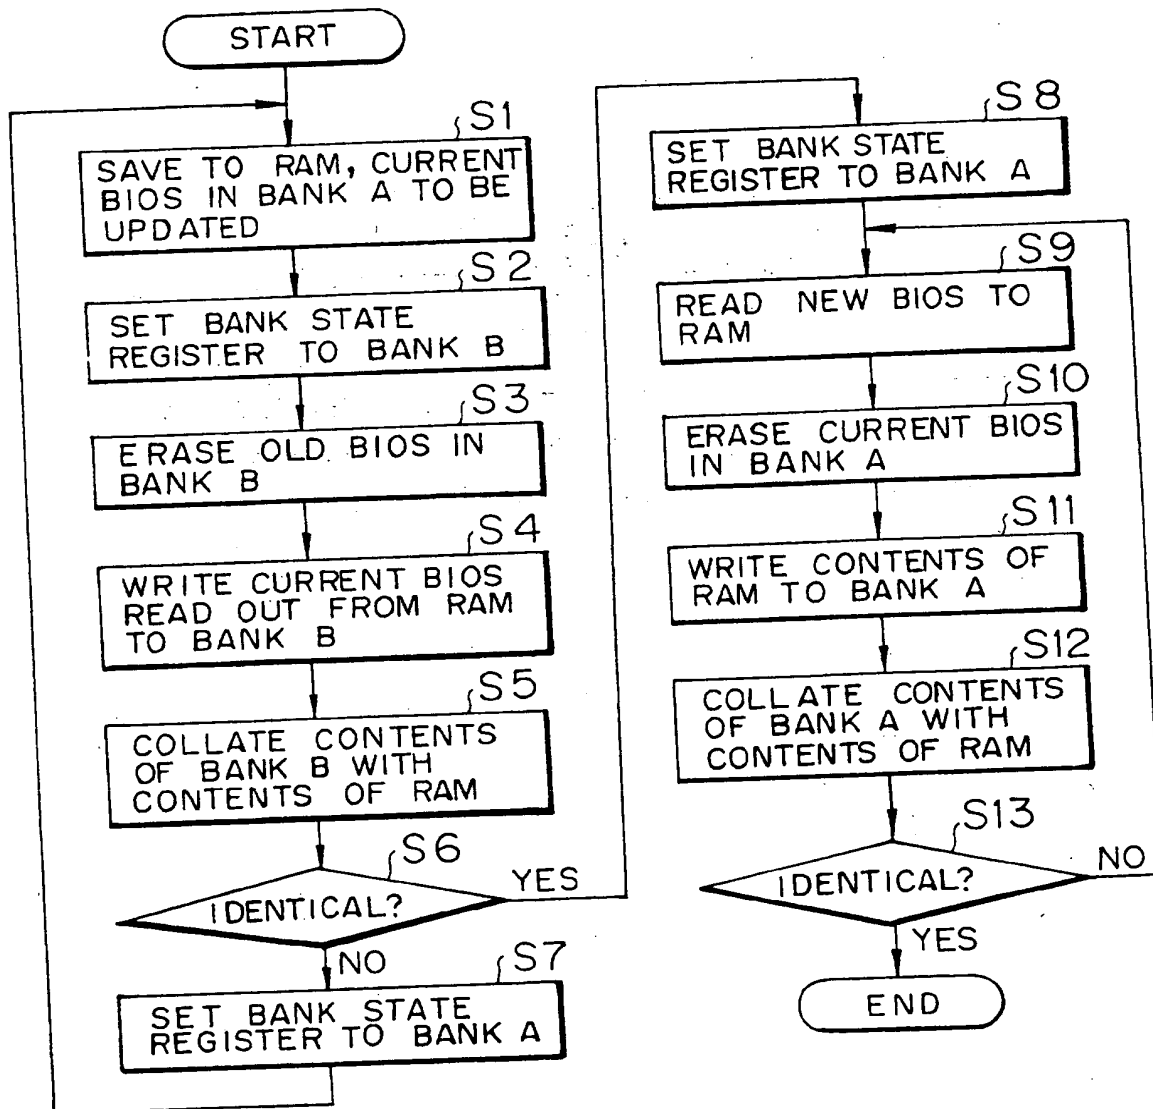 START
S1
SAVE TO RAM, CURRENT
BIOS IN BANK A TO BE
UPDATED
S2
SET BANK STATE
REGISTER TO BANK B
S3
ERASE OLD BIOS IN
BANK B
S4
WRITE CURRENT BIOS
READ OUT FROM RAM
TO BANK B
S5
COLLATE CONTENTS
OF BANK B WITH
CONTENTS OF RAM
S6
IDENTICAL?
YES
NO
S7
SET BANK STATE
REGISTER TO BANK A
S8
SET BANK STATE
REGISTER TO BANK A
S9
READ NEW BIOS TO
RAM
S10
ERASE CURRENT BIOS
IN BANK A
S11
WRITE CONTENTS OF
RAM TO BANK A
S12
COLLATE CONTENTS
OF BANK A WITH
CONTENTS OF RAM
S13
IDENTICAL?
NO
YES
END